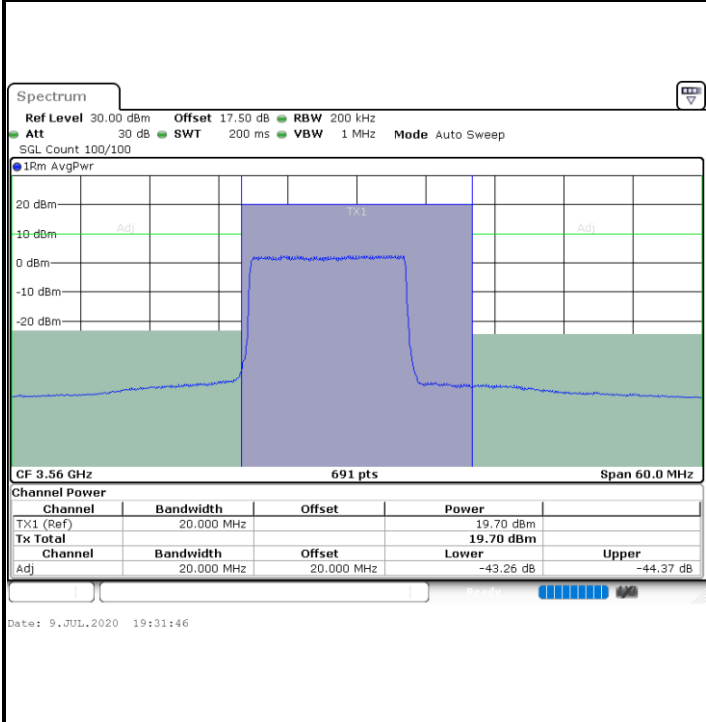 Spectrum
Ref Level 30.00 dBm Offset 17.50 dB RBW 200 kHz
Att 30 dB SWT 200 ms VBW 1 MHz Mode Auto Sweep
SGL Count 100/100
1Rm AvgPwr
20 dBm
TX1
Adj Adj
10 dBm
0 dBm
-10 dBm
-20 dBm
CF 3.56 GHz 691 pts Span 60.0 MHz
Channel Power
Channel Bandwidth Offset Power
TX1 (Ref) 20.000 MHz 19.70 dBm
Tx Total 19.70 dBm
Channel Bandwidth Offset Lower Upper
Adj 20.000 MHz 20.000 MHz -43.26 dB -44.37 dB
Ready
Date: 9.JUL.2020 19:31:46